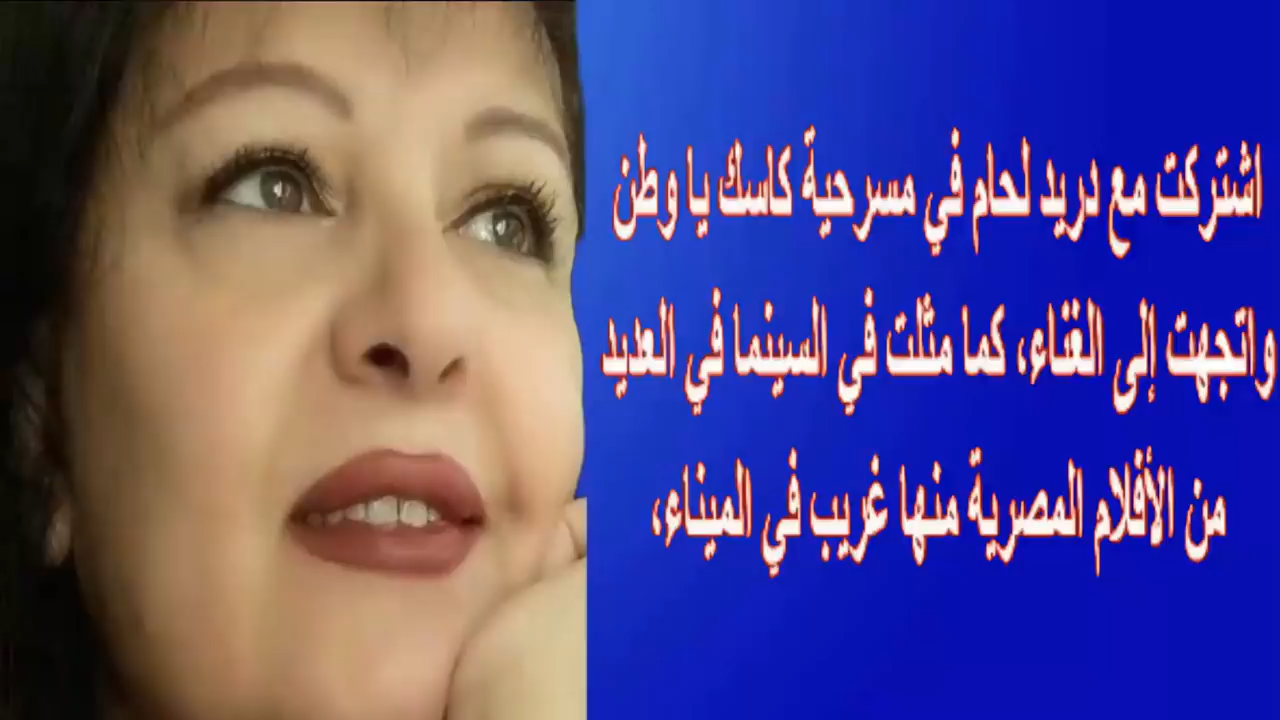 اشتركت مع دريد لحام في مسرحية كاسك يا وطن
واتجهت إلى الغناء، كما مثلت في السينما في العديد
من الأفلام المصرية منها غريب في الميناء،